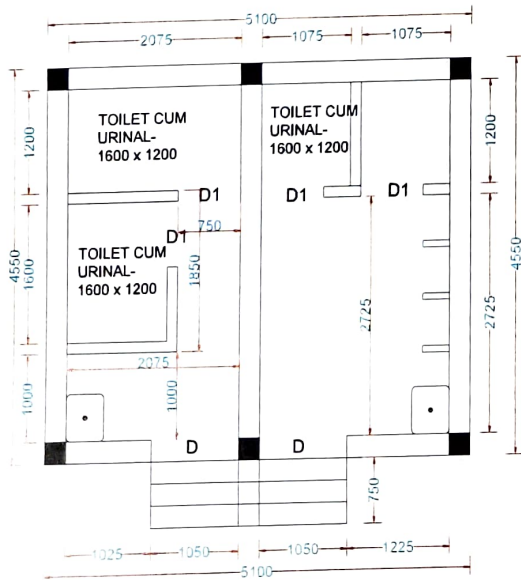 5100
2075
1075
1075
TOILET CUM
URINAL-
1600 x 1200
TOILET CUM
URINAL-
1600 x 1200
1200
1200
D1
D1
D1
D1
750
TOILET CUM
URINAL-
1600 x 1200
4550
1600
1850
2725
2725
4550
2075
1000
1000
D
D
750
1025
1050
1050
1225
5100